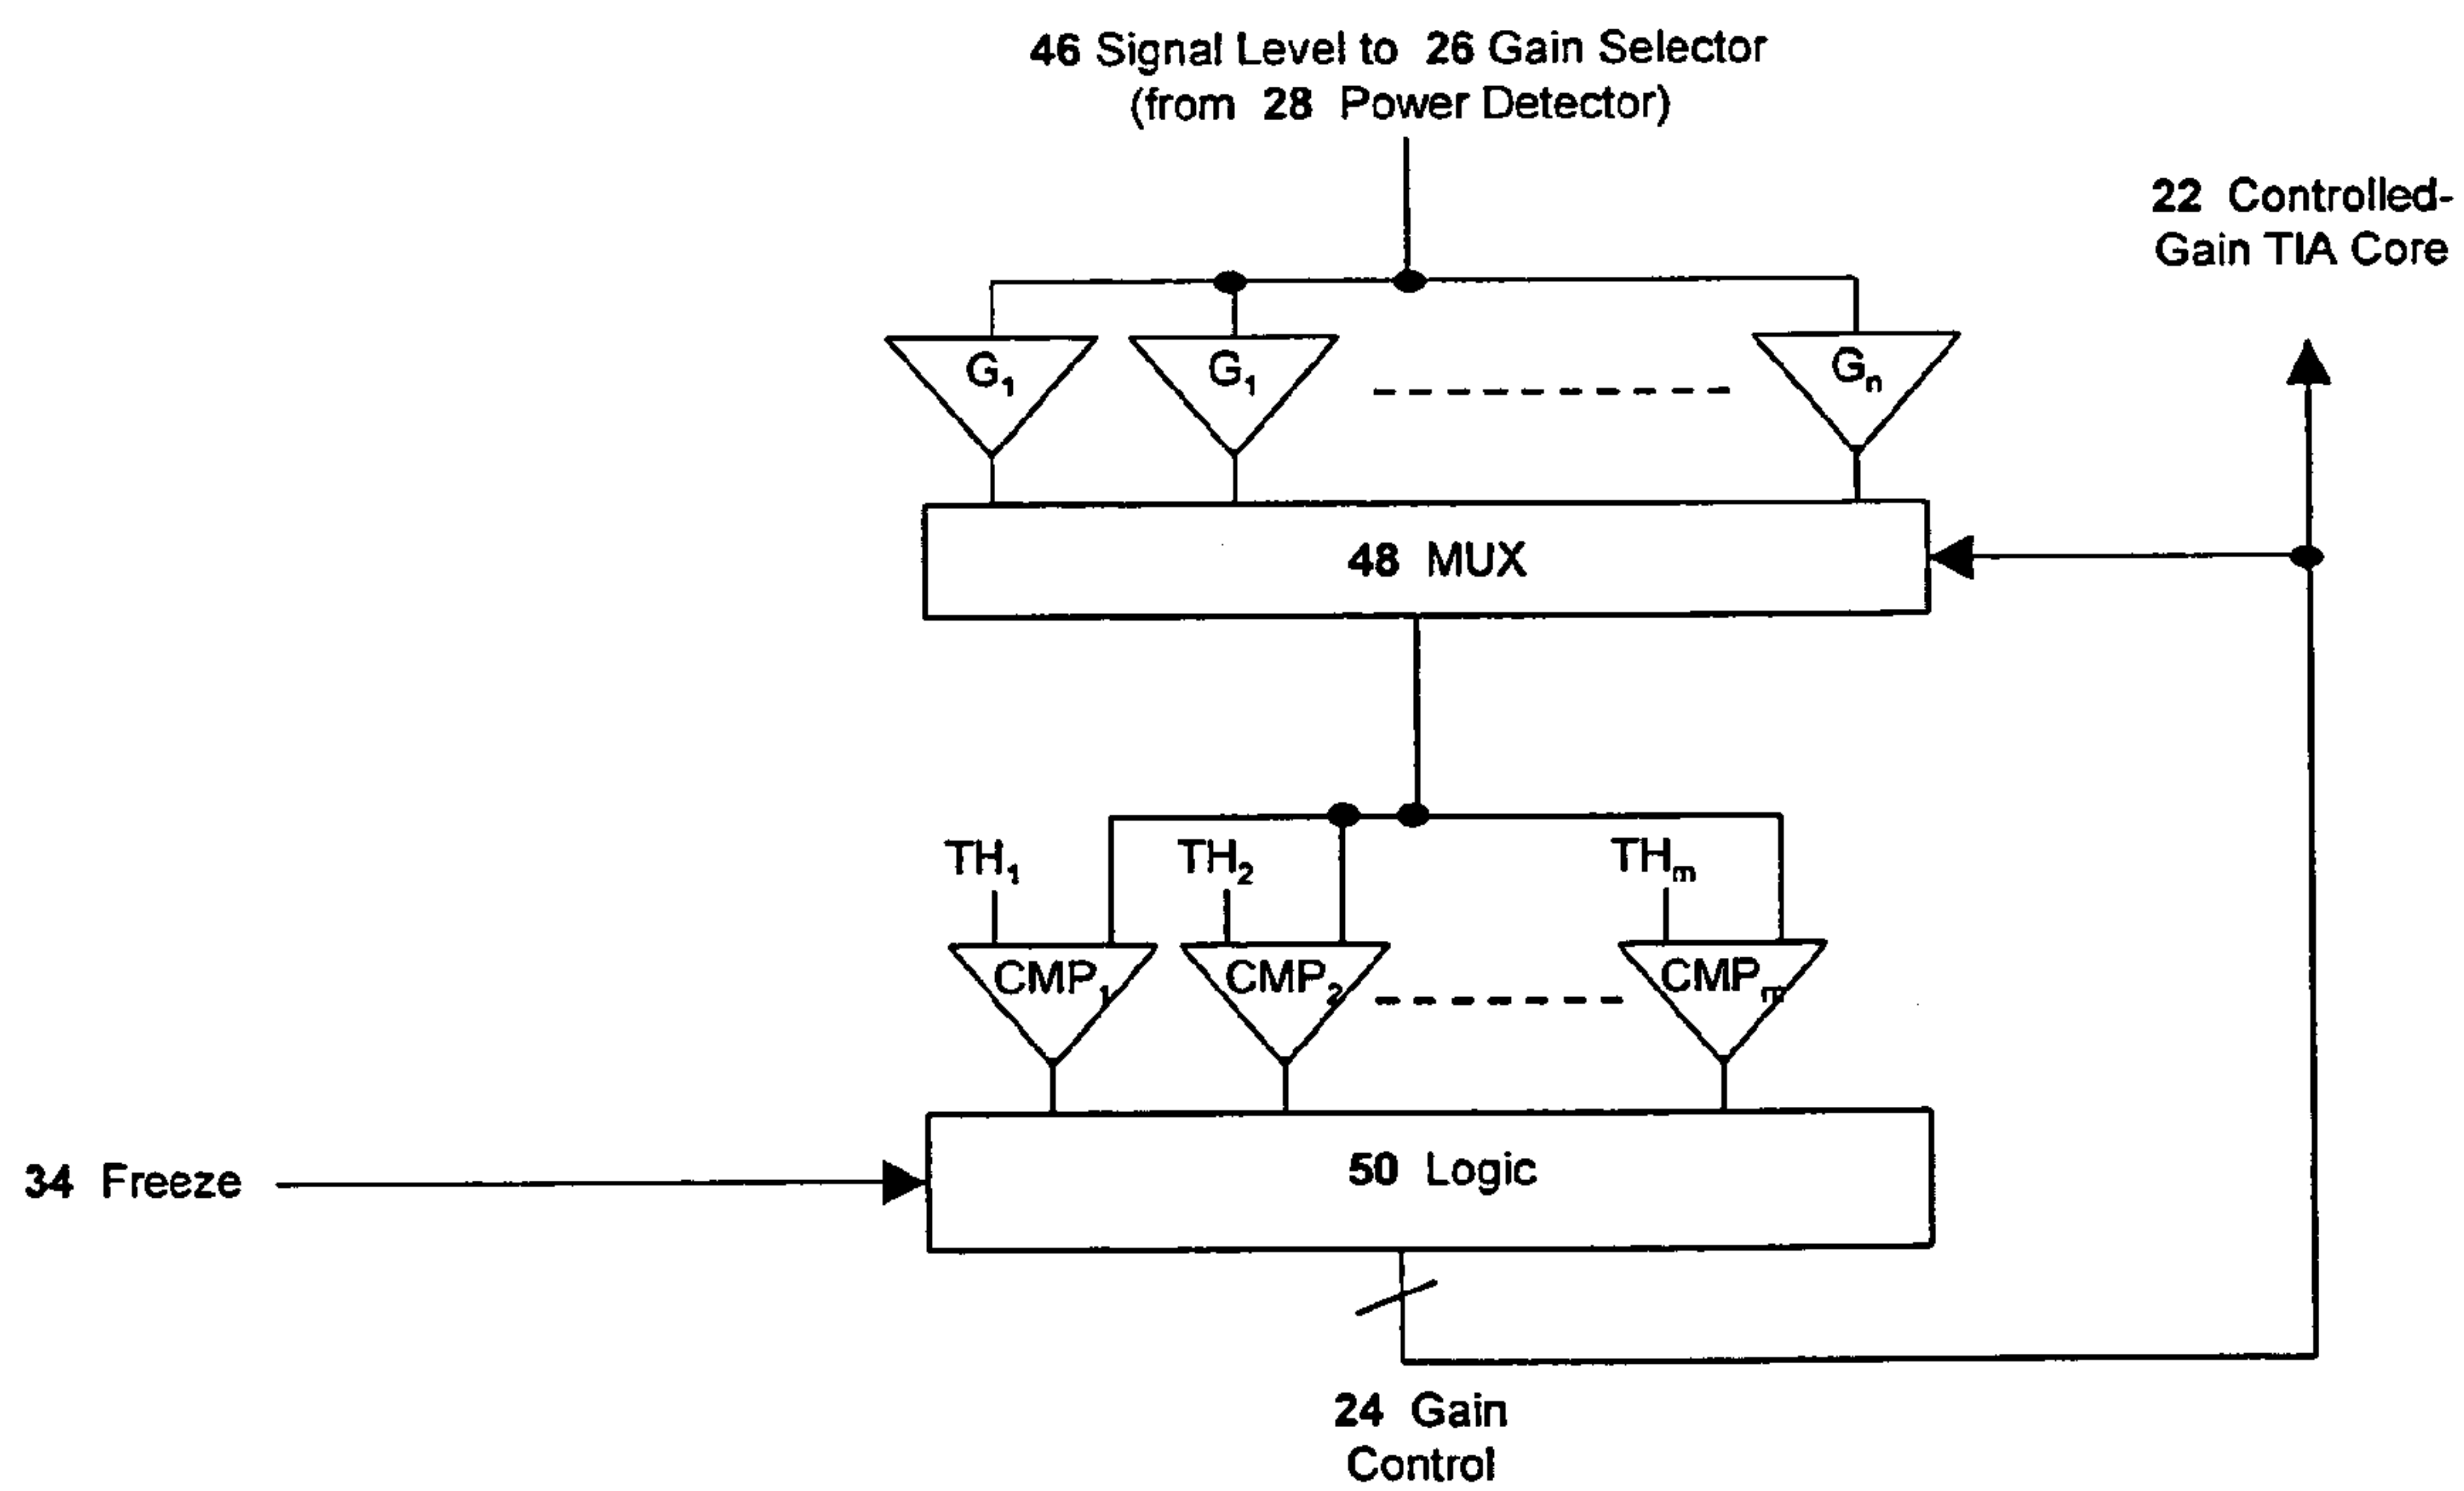 46 Signal Level to 26 Gain Selector
(from 28 Power Detector)
22 Controlled-
Gain TIA Core
G1
G1
Gn
48 MUX
TH1
TH2
THm
CMP1
CMP2
CMPm
34 Freeze
50 Logic
24 Gain
Control